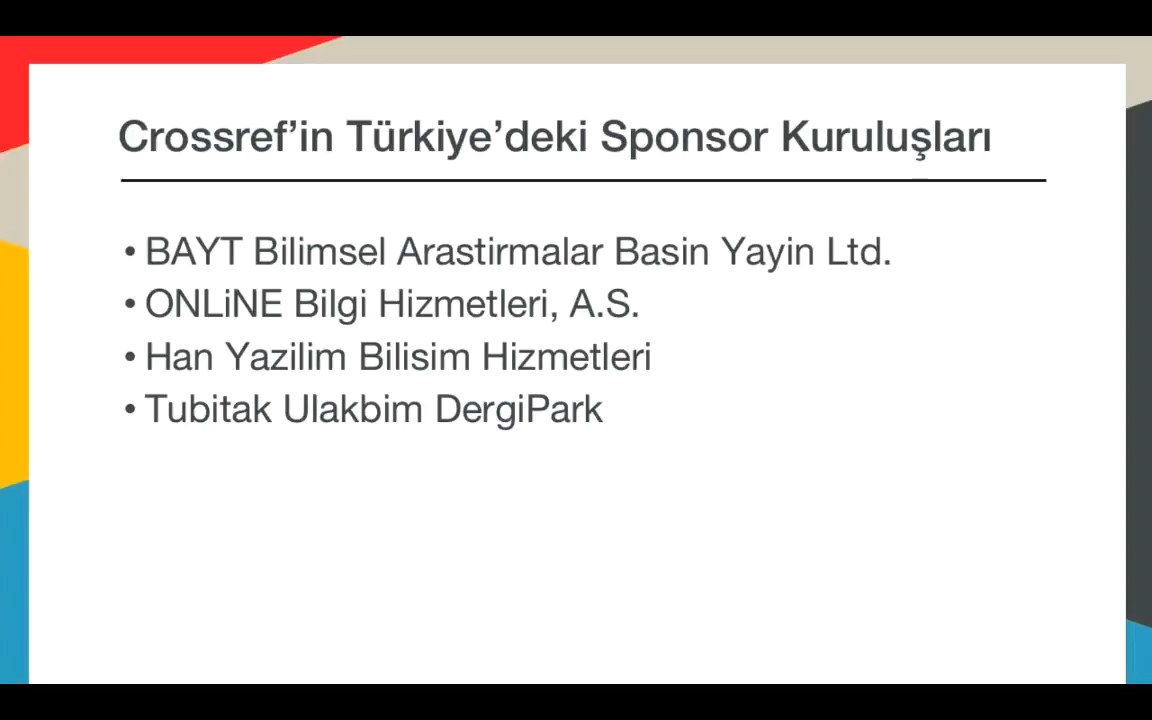 Crossref’in Türkiye’deki Sponsor Kuruluşları
• BAYT Bilimsel Arastirmalar Basin Yayin Ltd.
• ONLiNE Bilgi Hizmetleri, A.S.
• Han Yazilim Bilisim Hizmetleri
• Tubitak Ulakbim DergiPark